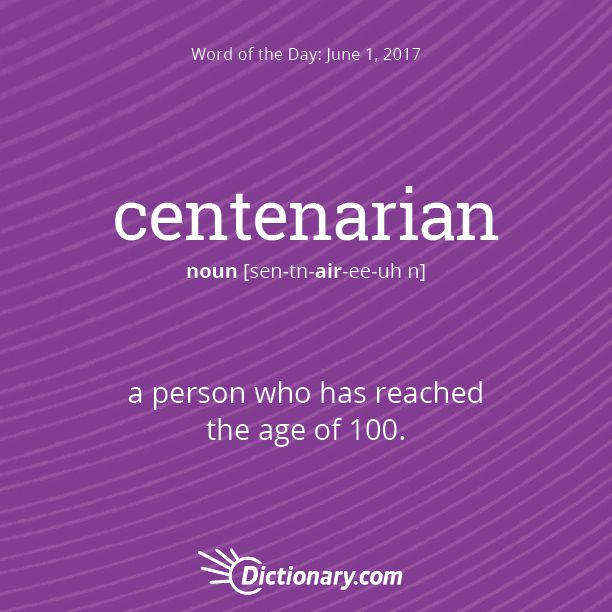 Word of the Day: June 1, 2017
centenarian
noun [sen-tn-air-ee-uh n]
a person who has reached
the age of 100.
Dictionary.com